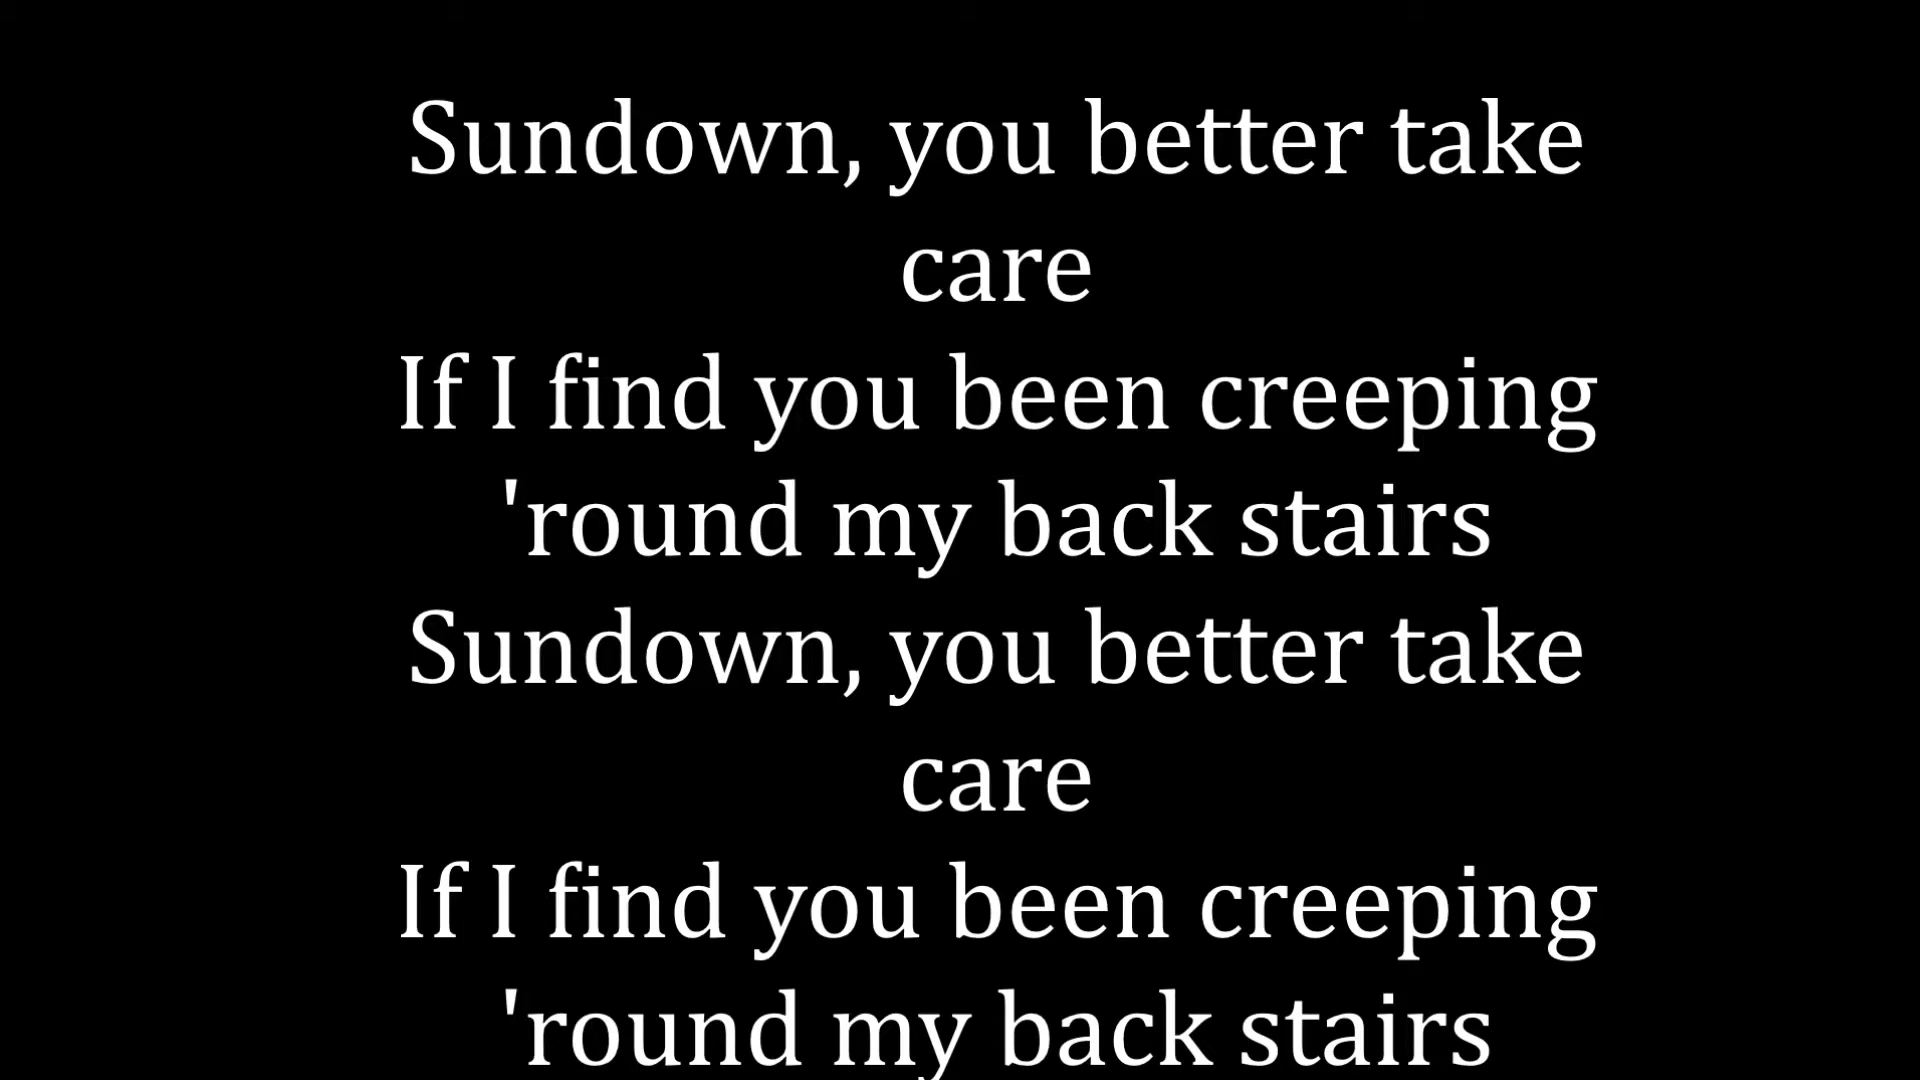 Sundown, you better take
care
If I find you been creeping
'round my back stairs
Sundown, you better take
care
If I find you been creeping
'round my back stairs